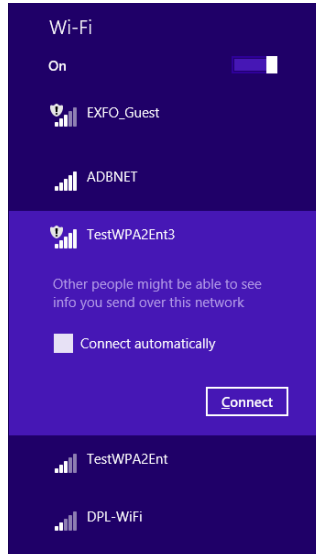 Wi-Fi
On
EXFO_Guest
ADBNET
TestWPA2Ent3
Other people might be able to see
info you send over this network
Connect automatically
Connect
TestWPA2Ent
DPL-WiFi